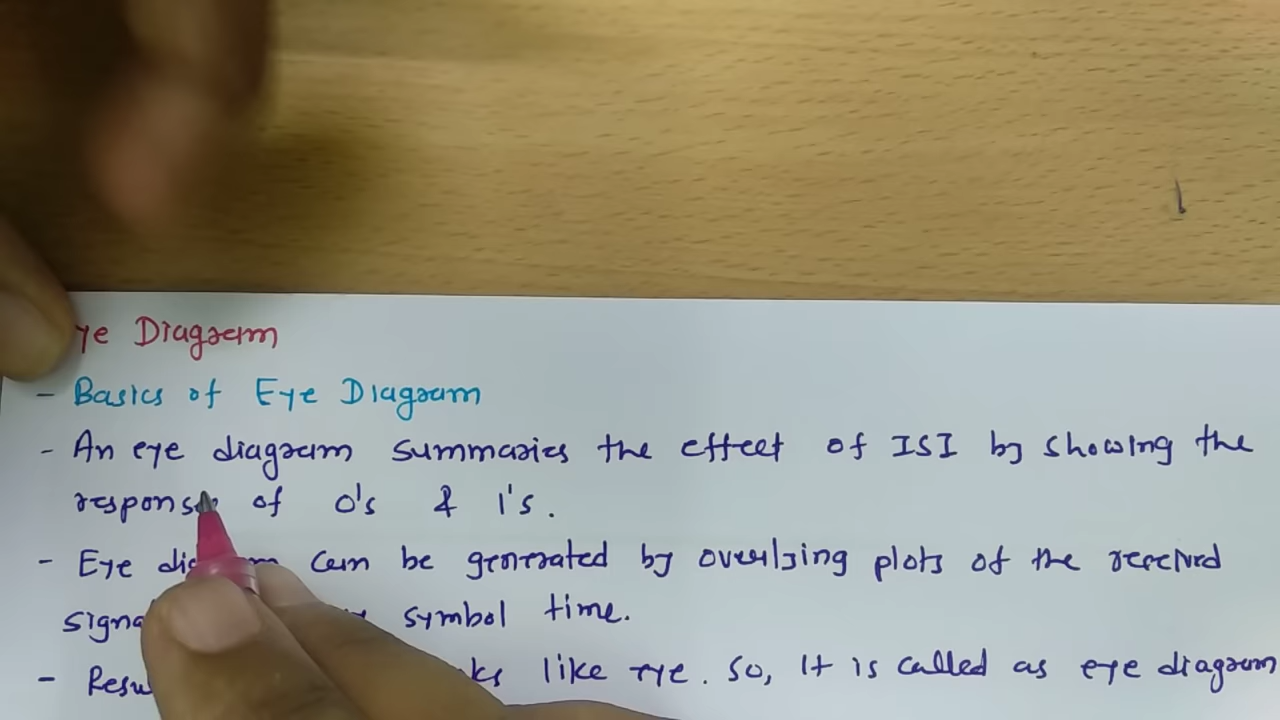 ye Diagram
- Basics of Eye Diagram
- An eye diagram summaries the effect of ISI by showing the
response of 0's & 1's.
- Eye can be generated by overlying plots of the received
symbol time.
- like eye. So, It is called as eye diagram